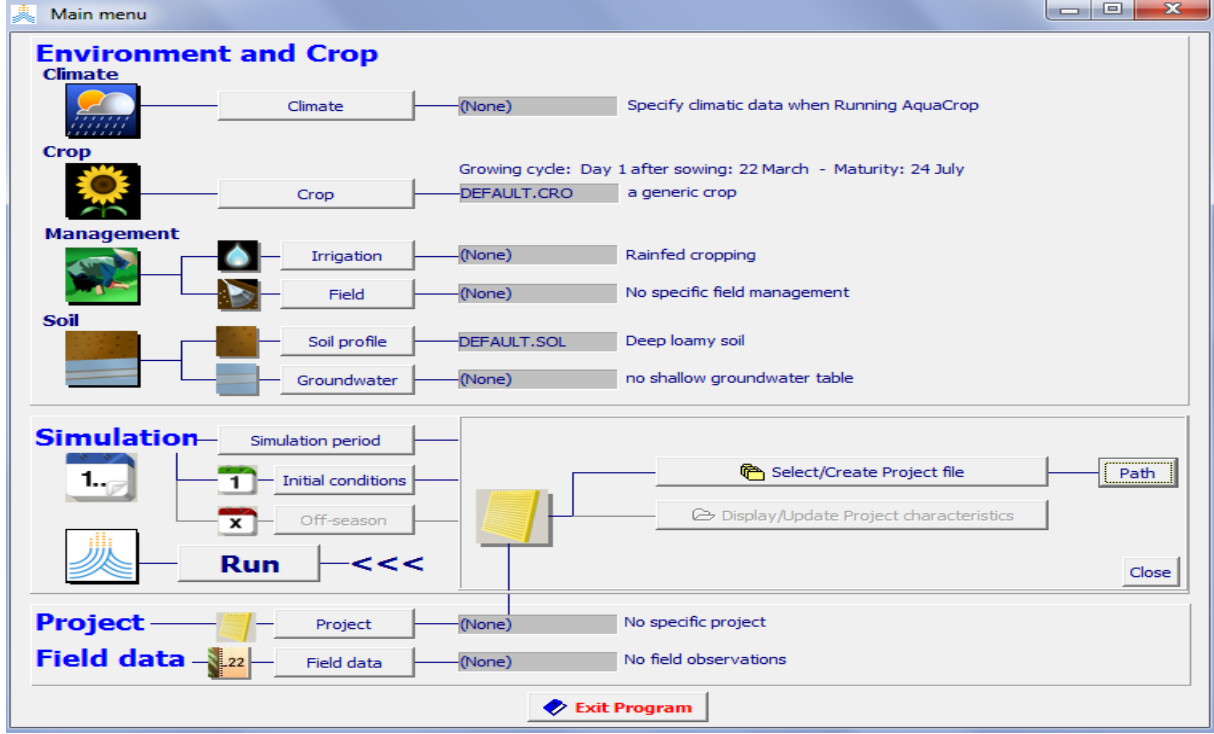 Main menu
Environment and Crop
Climate
Climate (None) Specify climatic data when Running AquaCrop
Crop
Growing cycle: Day 1 after sowing: 22 March - Maturity: 24 July
Crop DEFAULT.CRO a generic crop
Management
Irrigation (None) Rainfed cropping
Field (None) No specific field management
Soil
Soil profile DEFAULT.SOL Deep loamy soil
Groundwater (None) no shallow groundwater table
Simulation Simulation period
1.. 1 Initial conditions
Select/Create Project file Path
x Off-season
Display/Update Project characteristics
Run <<<
Close
Project Project (None) No specific project
Field data .22 Field data (None) No field observations
Exit Program